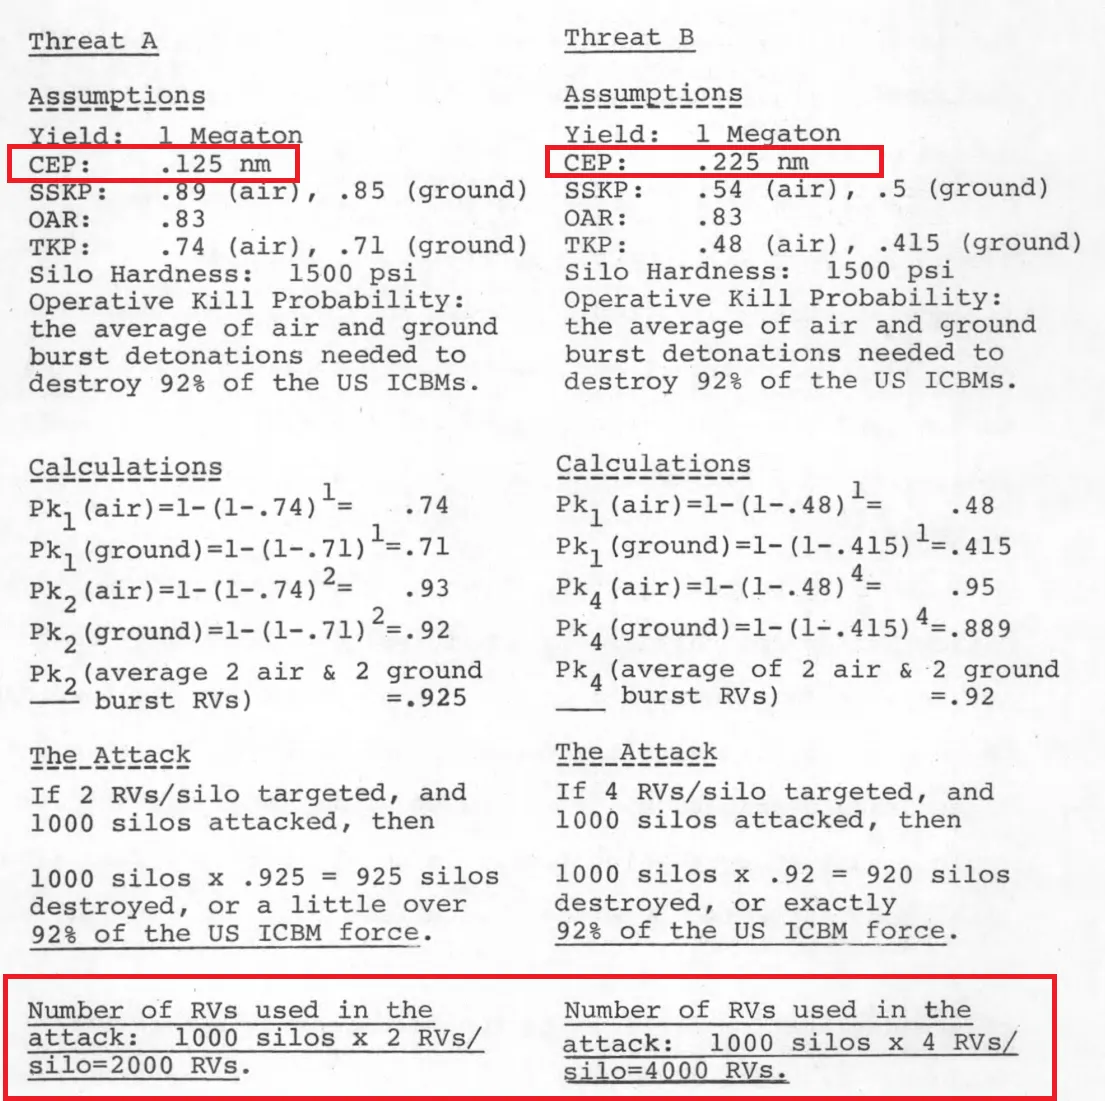 Threat A
Assumptions
Yield: 1 Megaton
CEP: .125 nm
SSKP: .89 (air), .85 (ground)
OAR: .83
TKP: .74 (air), .71 (ground)
Silo Hardness: 1500 psi
Operative Kill Probability:
the average of air and ground
burst detonations needed to
destroy 92% of the US ICBMs.
Calculations
Pk1(air)=1-(1-.74)^1= .74
Pk1(ground)=1-(1-.71)^1=.71
Pk2(air)=1-(1-.74)^2= .93
Pk2(ground)=1-(1-.71)^2=.92
Pk2(average 2 air & 2 ground
burst RVs) =.925
The Attack
If 2 RVs/silo targeted, and
1000 silos attacked, then
1000 silos x .925 = 925 silos
destroyed, or a little over
92% of the US ICBM force.
Number of RVs used in the
attack: 1000 silos x 2 RVs/
silo=2000 RVs.
Threat B
Assumptions
Yield: 1 Megaton
CEP: .225 nm
SSKP: .54 (air), .5 (ground)
OAR: .83
TKP: .48 (air), .415 (ground)
Silo Hardness: 1500 psi
Operative Kill Probability:
the average of air and ground
burst detonations needed to
destroy 92% of the US ICBMs.
Calculations
Pk1(air)=1-(1-.48)^1= .48
Pk1(ground)=1-(1-.415)^1=.415
Pk4(air)=1-(1-.48)^4= .95
Pk4(ground)=1-(1-.415)^4=.889
Pk4(average of 2 air & 2 ground
burst RVs) =.92
The Attack
If 4 RVs/silo targeted, and
1000 silos attacked, then
1000 silos x .92 = 920 silos
destroyed, or exactly
92% of the US ICBM force.
Number of RVs used in the
attack: 1000 silos x 4 RVs/
silo=4000 RVs.